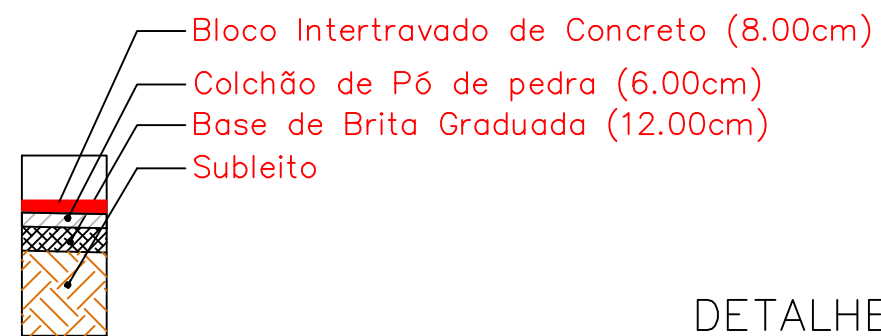 Bloco Intertravado de Concreto (8.00cm)
Colchão de Pó de pedra (6.00cm)
Base de Brita Graduada (12.00cm)
Subleito
DETALHE